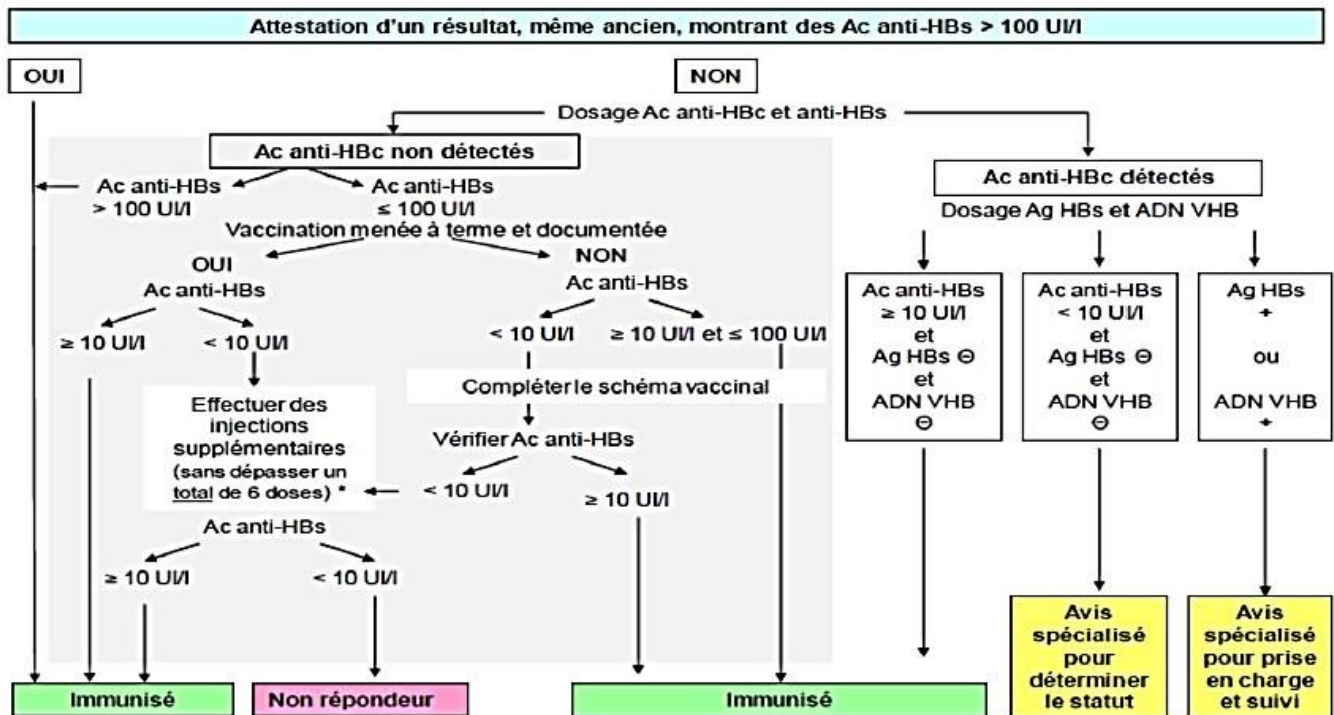 Attestation d'un résultat, même ancien, montrant des Ac anti-HBs > 100 UI/l
OUI
NON
Dosage Ac anti-HBc et anti-HBs
Ac anti-HBc non détectés
Ac anti-HBs
> 100 UI/l
Ac anti-HBs
≤ 100 UI/l
Vaccination menée à terme et documentée
OUI
Ac anti-HBs
≥ 10 UI/l
< 10 UI/l
Effectuer des
injections
supplémentaires
(sans dépasser un
total de 6 doses) *
Ac anti-HBs
≥ 10 UI/l
< 10 UI/l
NON
Ac anti-HBs
< 10 UI/l
≥ 10 UI/l et ≤ 100 UI/l
Compléter le schéma vaccinal
Vérifier Ac anti-HBs
< 10 UI/l
≥ 10 UI/l
Ac anti-HBc détectés
Dosage Ag HBs et ADN VHB
Ac anti-HBs
≥ 10 UI/l
et
Ag HBs ⊖
et
ADN VHB
⊖
Ac anti-HBs
< 10 UI/l
et
Ag HBs ⊖
et
ADN VHB
⊖
Ag HBs
+
ou
ADN VHB
+
Immunisé
Non répondeur
Immunisé
Avis
spécialisé
pour
déterminer
le statut
Avis
spécialisé
pour prise
en charge
et suivi